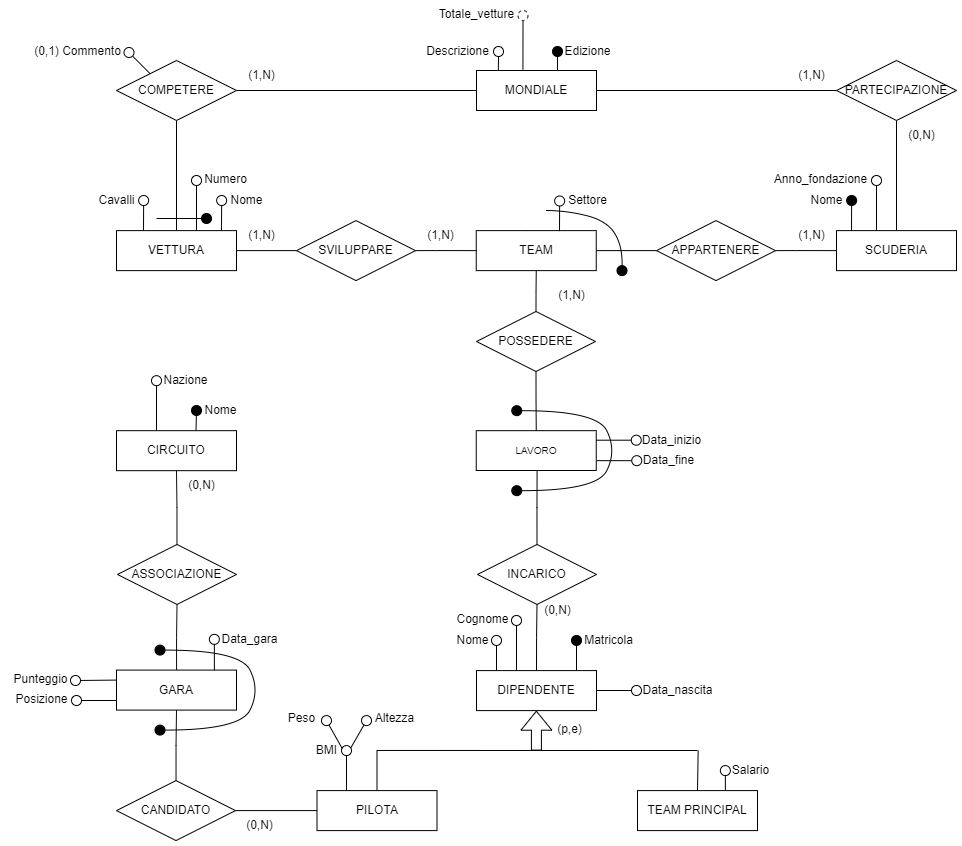 Totale_vetture
(0,1) Commento
Descrizione
Edizione
(1,N)
(1,N)
COMPETERE
MONDIALE
PARTECIPAZIONE
(0,N)
Cavalli
Numero
Nome
Settore
Anno_fondazione
Nome
(1,N)
(1,N)
(1,N)
VETTURA
SVILUPPARE
TEAM
APPARTENERE
SCUDERIA
(1,N)
POSSEDERE
Nazione
Nome
CIRCUITO
LAVORO
Data_inizio
Data_fine
(0,N)
ASSOCIAZIONE
INCARICO
(0,N)
Cognome
Nome
Matricola
Data_gara
Punteggio
Posizione
GARA
DIPENDENTE
Data_nascita
Peso
Altezza
BMI
(p,e)
Salario
CANDIDATO
(0,N)
PILOTA
TEAM PRINCIPAL